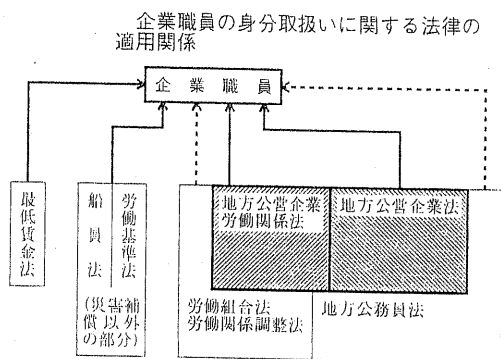 企業職員の身分取扱いに関する法律の
適用関係
企業職員
最低賃金法
船員法
労働基準法
(災害補
償以外
の部分)
地方公営企業
労働関係法
地方公営企業法
労働組合法
労働関係調整法
地方公務員法